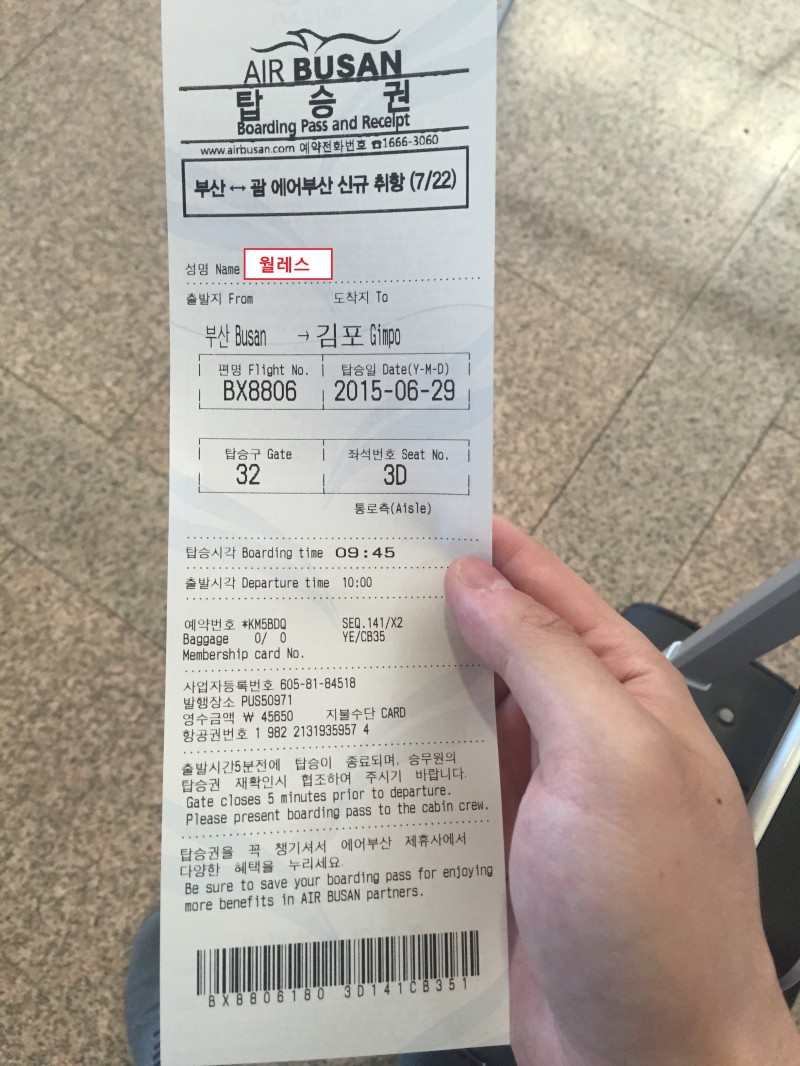 AIR BUSAN
탑 승 권
Boarding Pass and Receipt
www.airbusan.com 예약전화번호 ☎1666-3060
부산 ↔ 괌 에어부산 신규 취항 (7/22)
성명 Name 월레스
출발지 From 도착지 To
부산 Busan → 김포 Gimpo
편명 Flight No. 탑승일 Date(Y-M-D)
BX8806 2015-06-29
탑승구 Gate 좌석번호 Seat No.
32 3D
통로측(Aisle)
탑승시각 Boarding time 09:45
출발시각 Departure time 10:00
예약번호 *KM5BDQ SEQ.141/X2
Baggage 0/ 0 YE/CB35
Membership card No.
사업자등록번호 605-81-84518
발행장소 PUS50971
영수금액 ₩ 45650 지불수단 CARD
항공권번호 1 982 2131935957 4
출발시간5분전에 탑승이 종료되며, 승무원의
탑승권 재확인시 협조하여 주시기 바랍니다.
Gate closes 5 minutes prior to departure.
Please present boarding pass to the cabin crew.
탑승권을 꼭 챙기셔서 에어부산 제휴사에서
다양한 혜택을 누리세요.
Be sure to save your boarding pass for enjoying
more benefits in AIR BUSAN partners.
BX8806180 3D141CB351